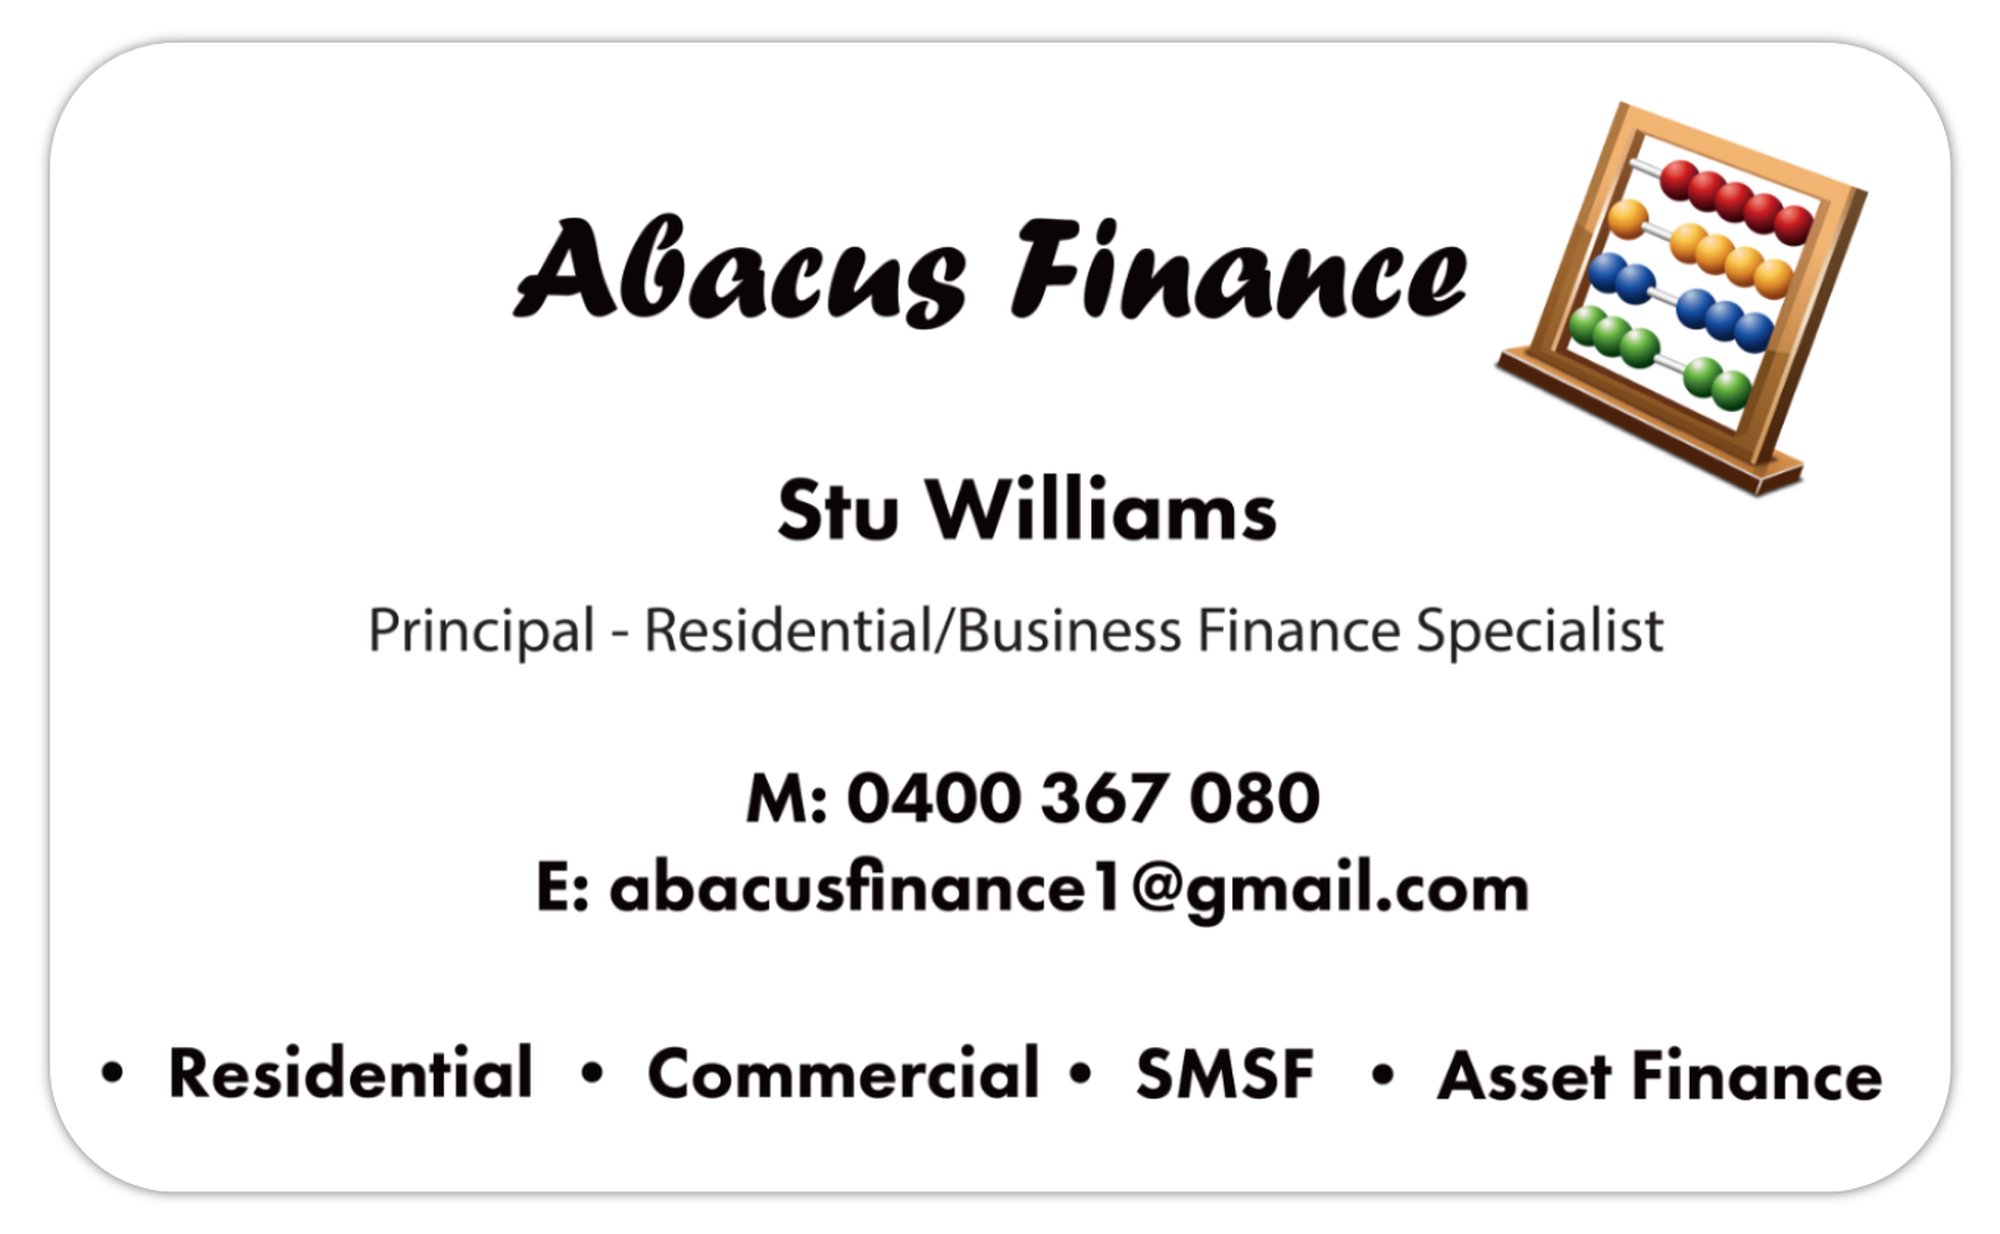 Abacus Finance
Stu Williams
Principal - Residential/Business Finance Specialist
M: 0400 367 080
E: abacusfinance1@gmail.com
• Residential • Commercial • SMSF • Asset Finance